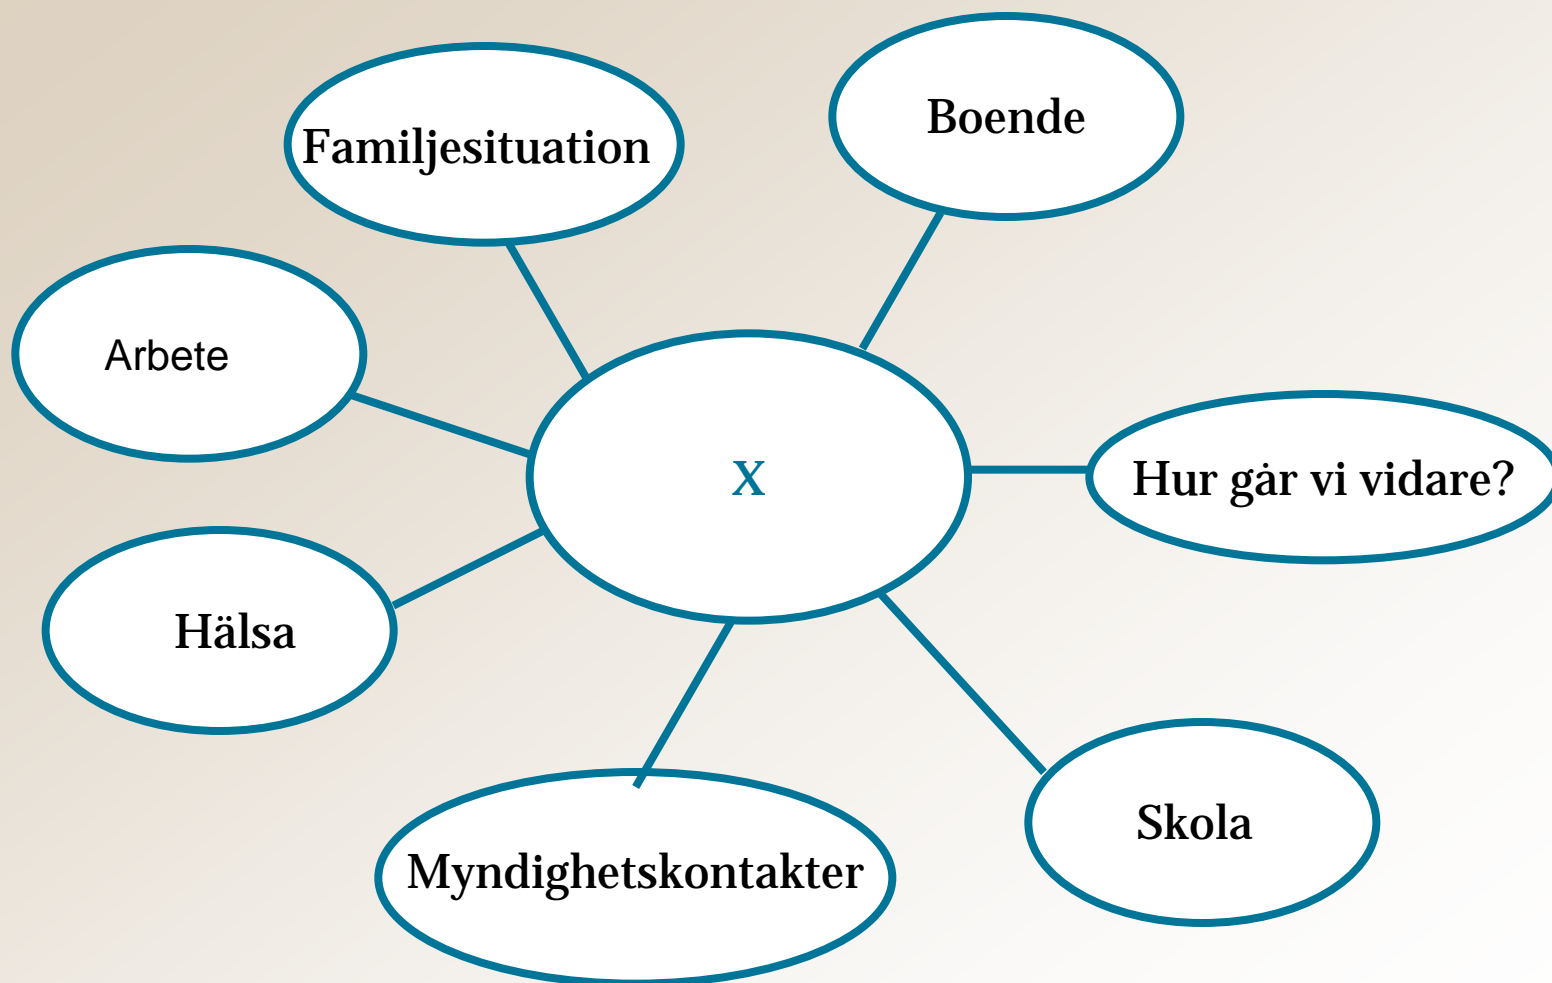 Boende
Familjesituation
Arbete
X
Hur går vi vidare?
Hälsa
Skola
Myndighetskontakter